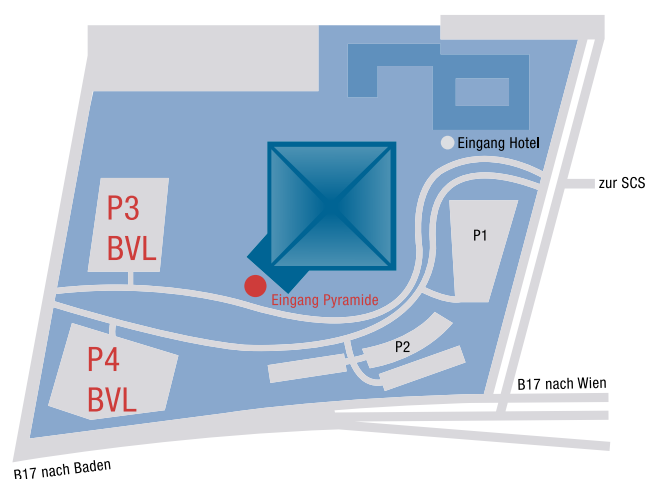 Eingang Hotel
zur SCS
P3
BVL
P1
Eingang Pyramide
P2
P4
BVL
B17 nach Wien
B17 nach Baden